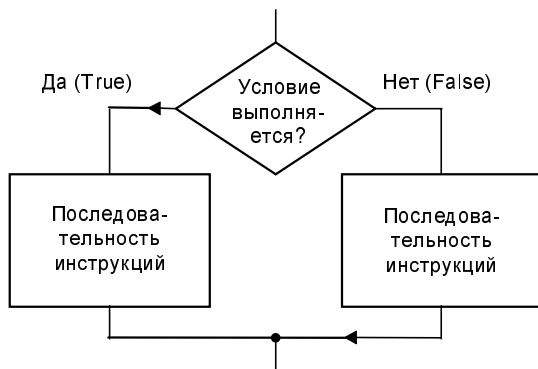 Да (True)
Условие
выполня-
ется?
Нет (False)
Последова-
тельность
инструкций
Последова-
тельность
инструкций